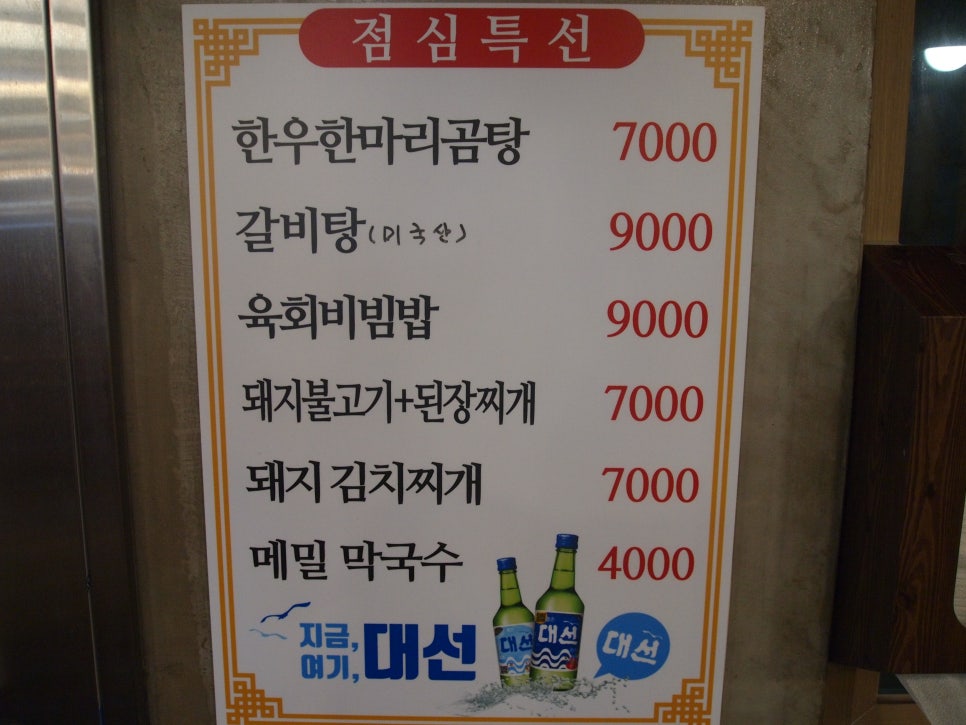 점심특선
한우한마리곰탕 7000
갈비탕(미국산) 9000
육회비빔밥 9000
돼지불고기+된장찌개 7000
돼지 김치찌개 7000
메밀 막국수 4000
지금,
여기, 대선
대선
대선
대선